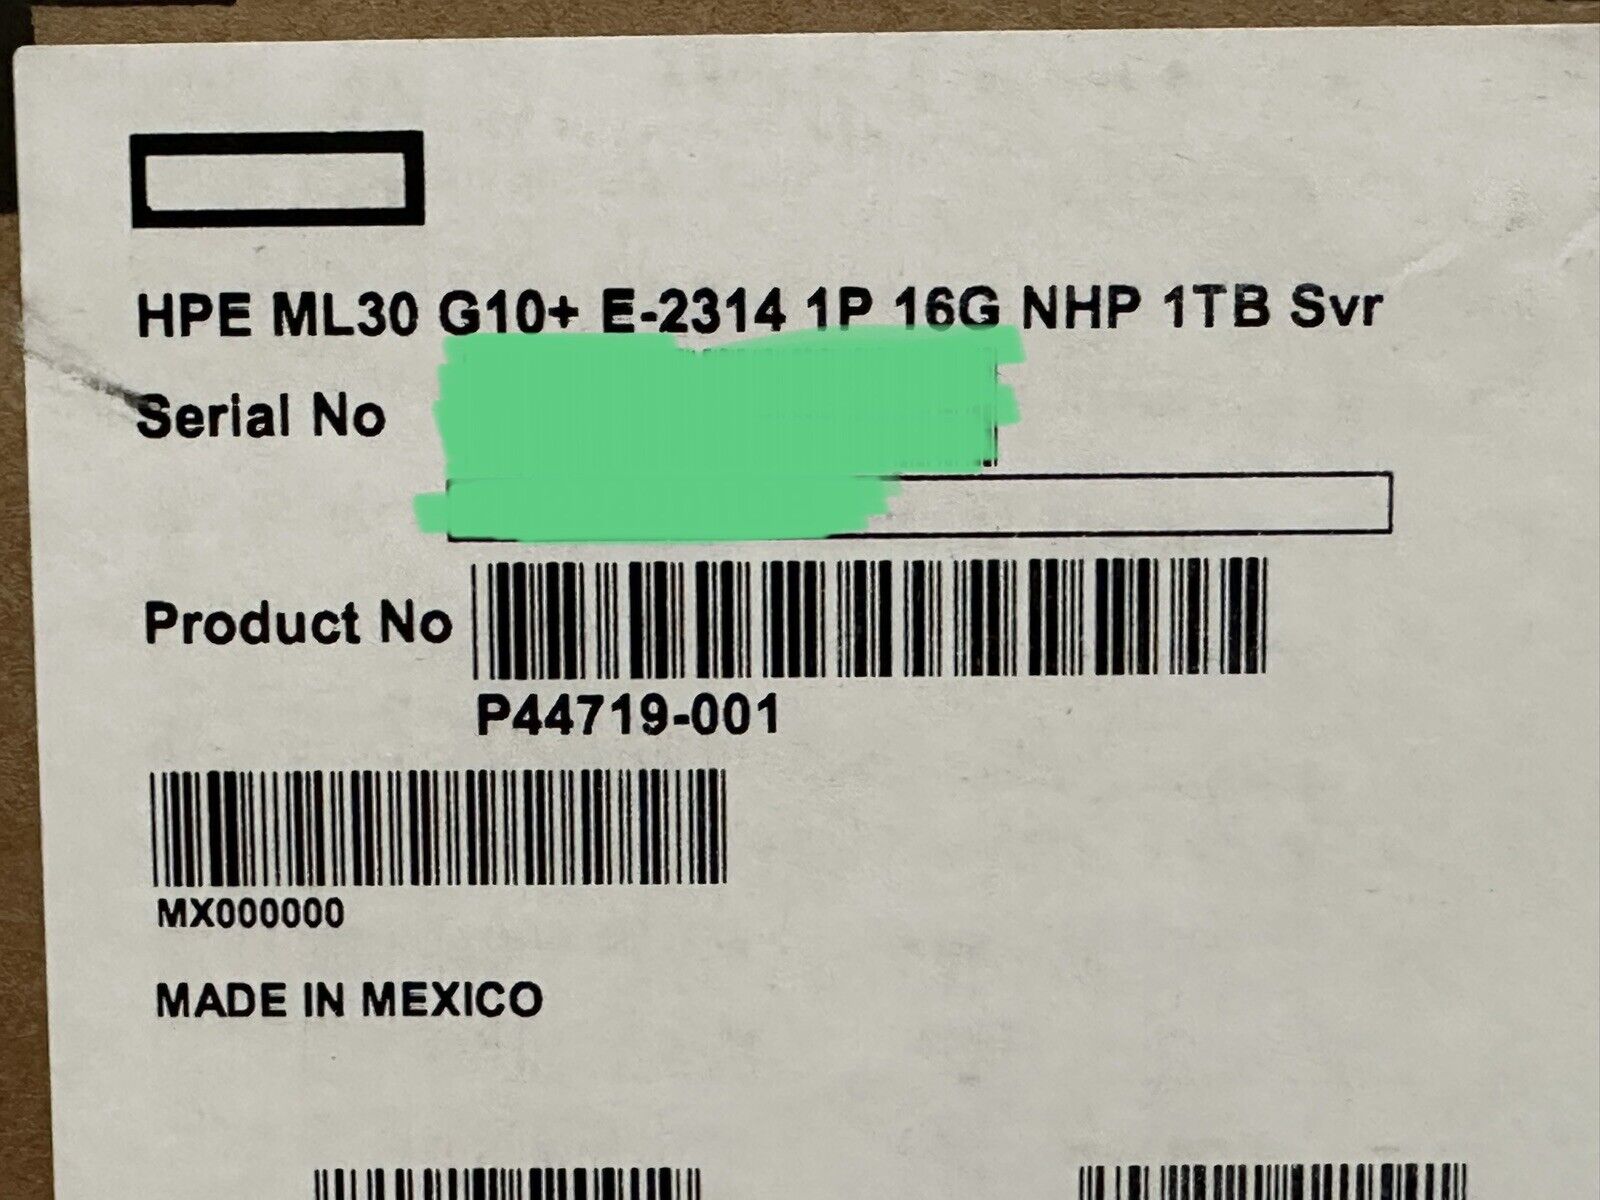 HPE ML30 G10+ E-2314 1P 16G NHP 1TB Svr
Serial No
Product No
P44719-001
MX000000
MADE IN MEXICO